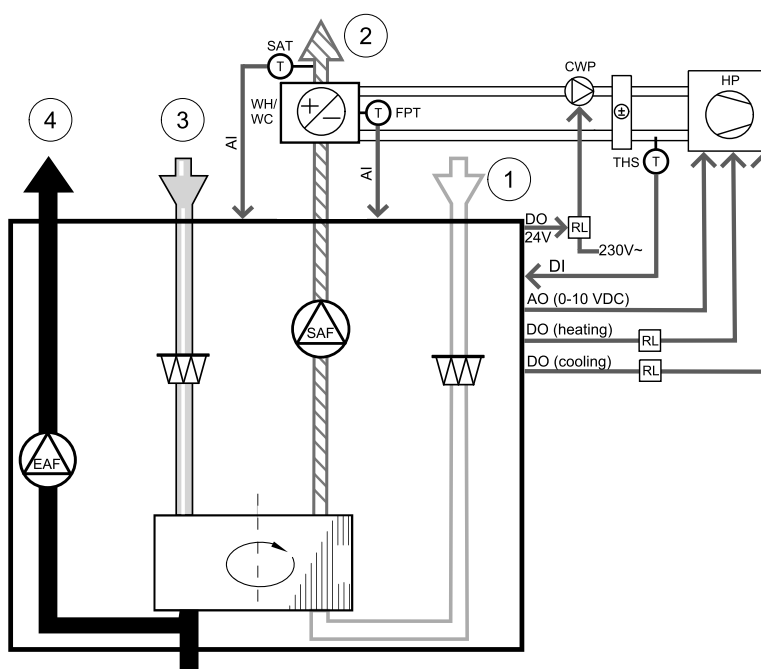 SAT
2
CWP
HP
T
4
3
WH/
WC
+
−
T
FPT
±
AI
AI
THS
T
1
DO
24V
RL
230V~
DI
AO (0-10 VDC)
SAF
DO (heating)
RL
DO (cooling)
RL
EAF